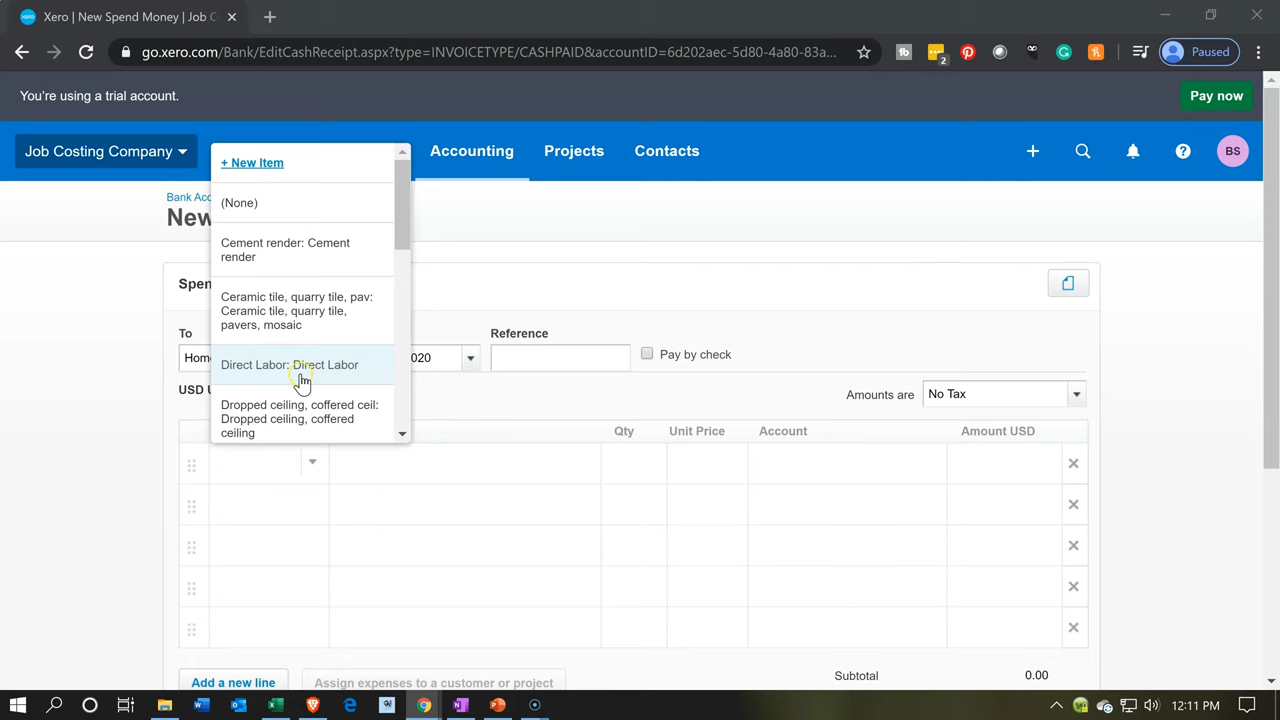 Xero | New Spend Money | Job C
go.xero.com/Bank/EditCashReceipt.aspx?type=INVOICETYPE/CASHPAID&accountID=6d202aec-5d80-4a80-83a...
2
Paused
You're using a trial account.
Pay now
Job Costing Company
Accounting
Projects
Contacts
BS
Bank Acc
New
+ New Item
(None)
Cement render: Cement
render
Ceramic tile, quarry tile, pav:
Ceramic tile, quarry tile,
pavers, mosaic
Direct Labor: Direct Labor
Dropped ceiling, coffered ceil:
Dropped ceiling, coffered
ceiling
Spen
To
Reference
Hom
020
Pay by check
USD U
Amounts are
No Tax
Qty
Unit Price
Account
Amount USD
Add a new line
Assign expenses to a customer or project
Subtotal
0.00
12:11 PM